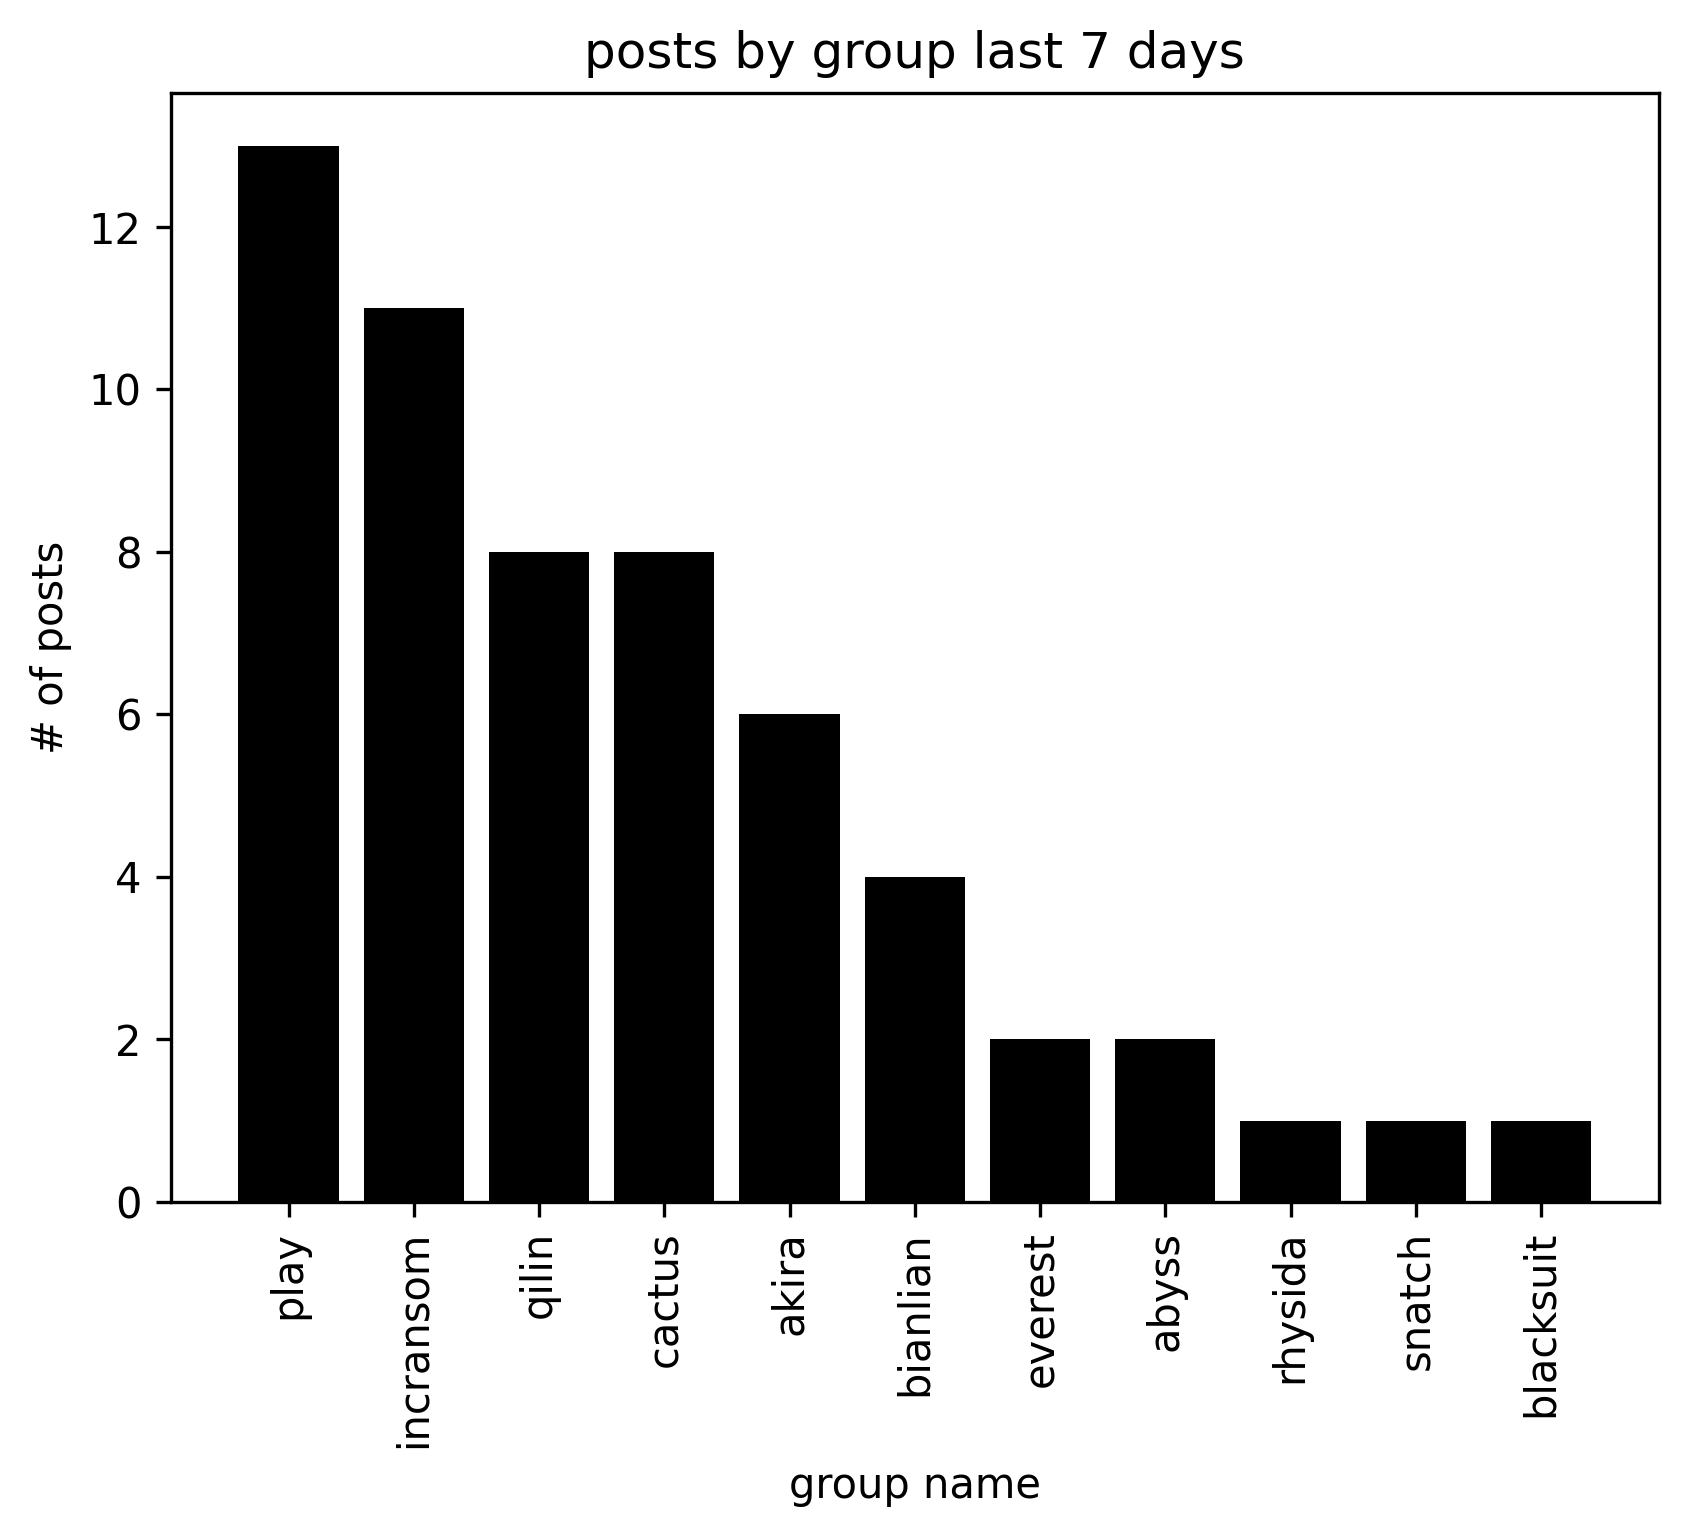 posts by group last 7 days
# of posts
12
10
8
6
4
2
0
play
incransom
qilin
cactus
akira
bianlian
everest
abyss
rhysida
snatch
blacksuit
group name